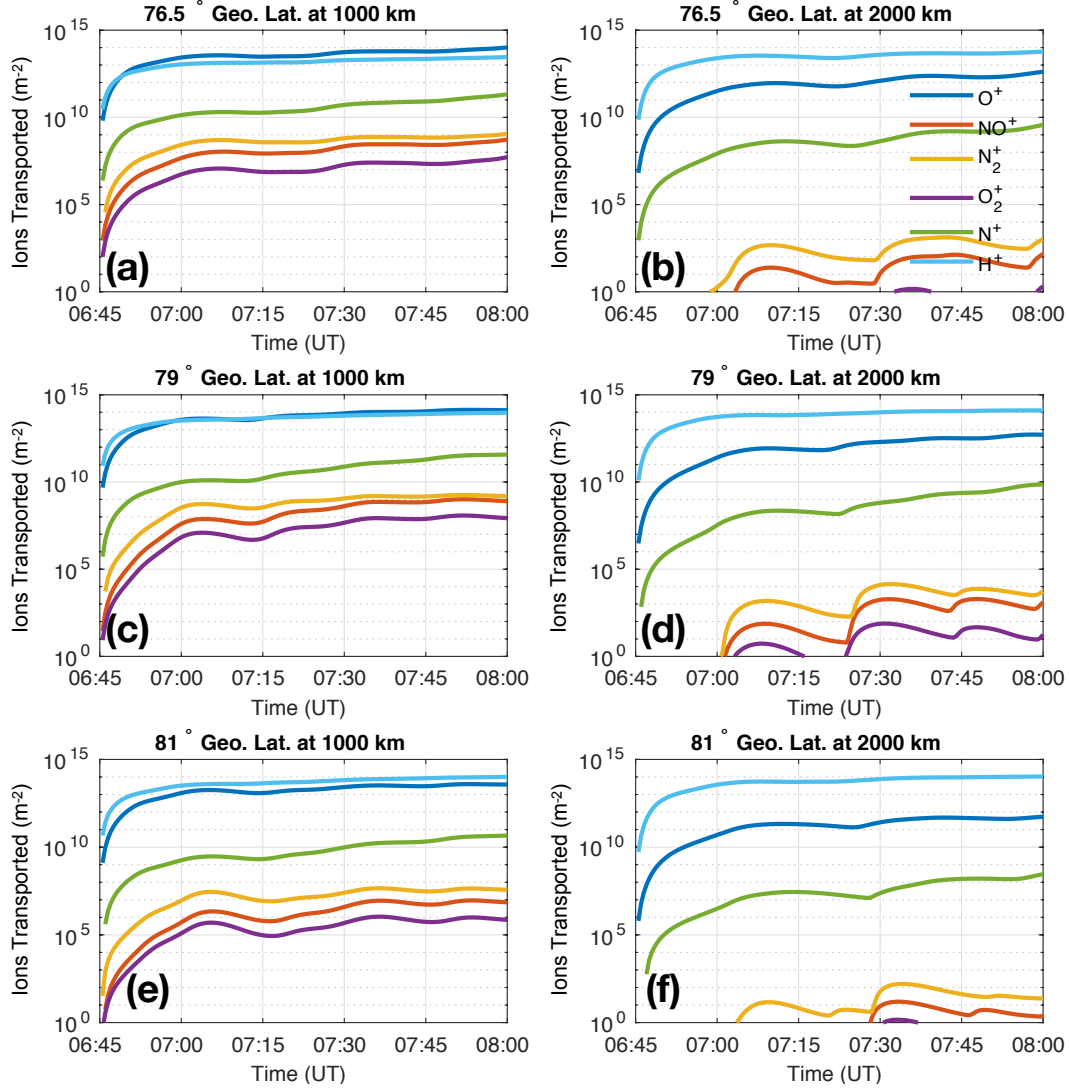 76.5 ° Geo. Lat. at 1000 km
10^15
10^10
10^5
10^0
Ions Transported (m^-2)
(a)
06:45 07:00 07:15 07:30 07:45 08:00
Time (UT)
76.5 ° Geo. Lat. at 2000 km
10^15
10^10
10^5
10^0
Ions Transported (m^-2)
O^+
NO^+
N_2^+
O_2^+
N^+
H^+
(b)
06:45 07:00 07:15 07:30 07:45 08:00
Time (UT)
79 ° Geo. Lat. at 1000 km
10^15
10^10
10^5
10^0
Ions Transported (m^-2)
(c)
06:45 07:00 07:15 07:30 07:45 08:00
Time (UT)
79 ° Geo. Lat. at 2000 km
10^15
10^10
10^5
10^0
Ions Transported (m^-2)
(d)
06:45 07:00 07:15 07:30 07:45 08:00
Time (UT)
81 ° Geo. Lat. at 1000 km
10^15
10^10
10^5
10^0
Ions Transported (m^-2)
(e)
06:45 07:00 07:15 07:30 07:45 08:00
Time (UT)
81 ° Geo. Lat. at 2000 km
10^15
10^10
10^5
10^0
Ions Transported (m^-2)
(f)
06:45 07:00 07:15 07:30 07:45 08:00
Time (UT)